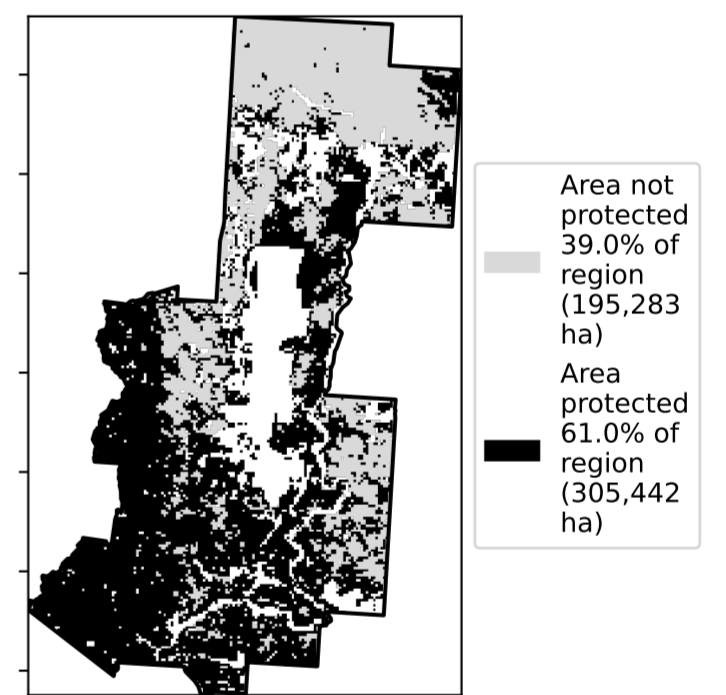 Area not
protected
39.0% of
region
(195,283
ha)
Area
protected
61.0% of
region
(305,442
ha)